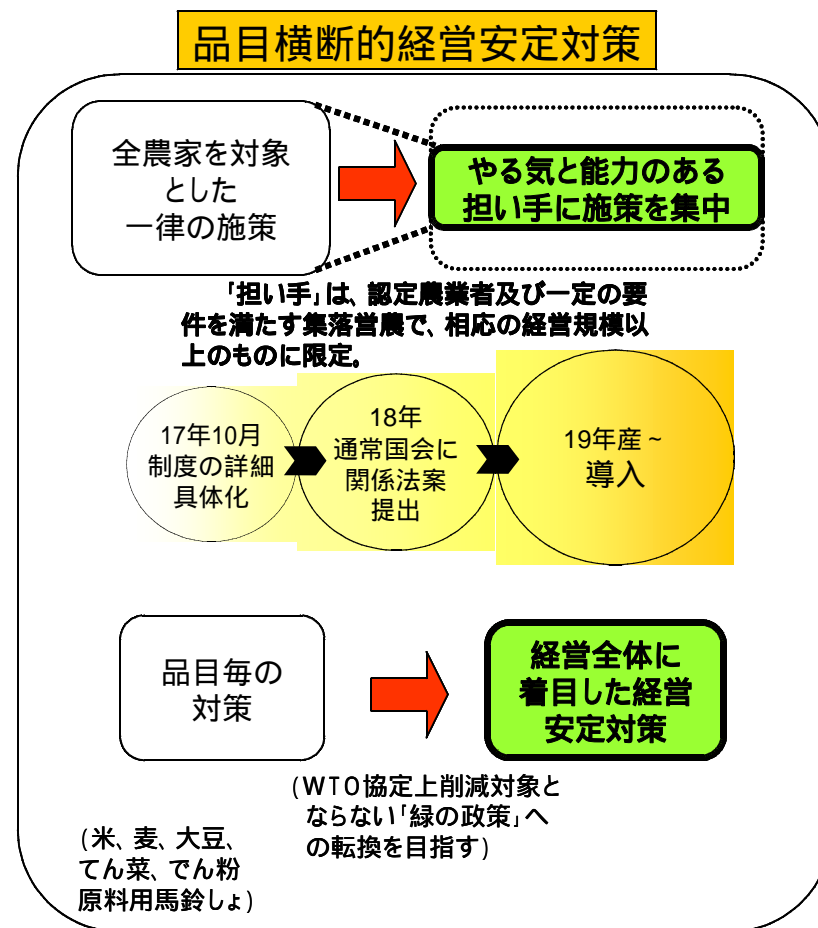 品目横断的経営安定対策
全農家を対象
とした
一律の施策
やる気と能力のある
担い手に施策を集中
「担い手」は、認定農業者及び一定の要
件を満たす集落営農で、相応の経営規模以
上のものに限定。
17年10月
制度の詳細
具体化
18年
通常国会に
関係法案
提出
19年産~
導入
品目毎の
対策
経営全体に
着目した経営
安定対策
(WTO協定上削減対象と
ならない「緑の政策」へ
の転換を目指す)
(米、麦、大豆、
てん菜、でん粉
原料用馬鈴しょ)